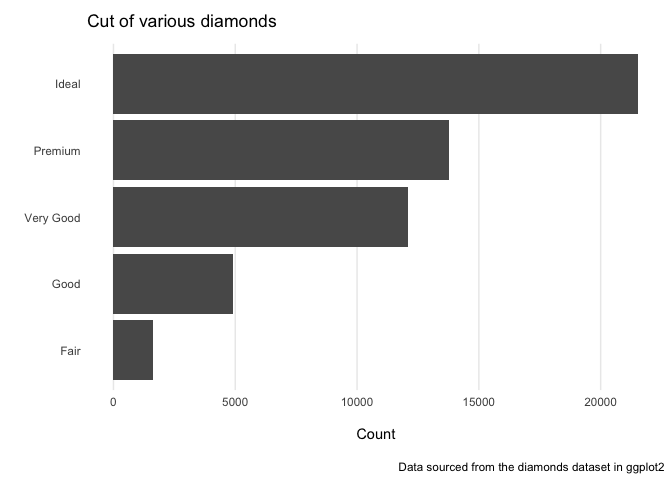 Cut of various diamonds
Ideal
Premium
Very Good
Good
Fair
0 5000 10000 15000 20000
Count
Data sourced from the diamonds dataset in ggplot2